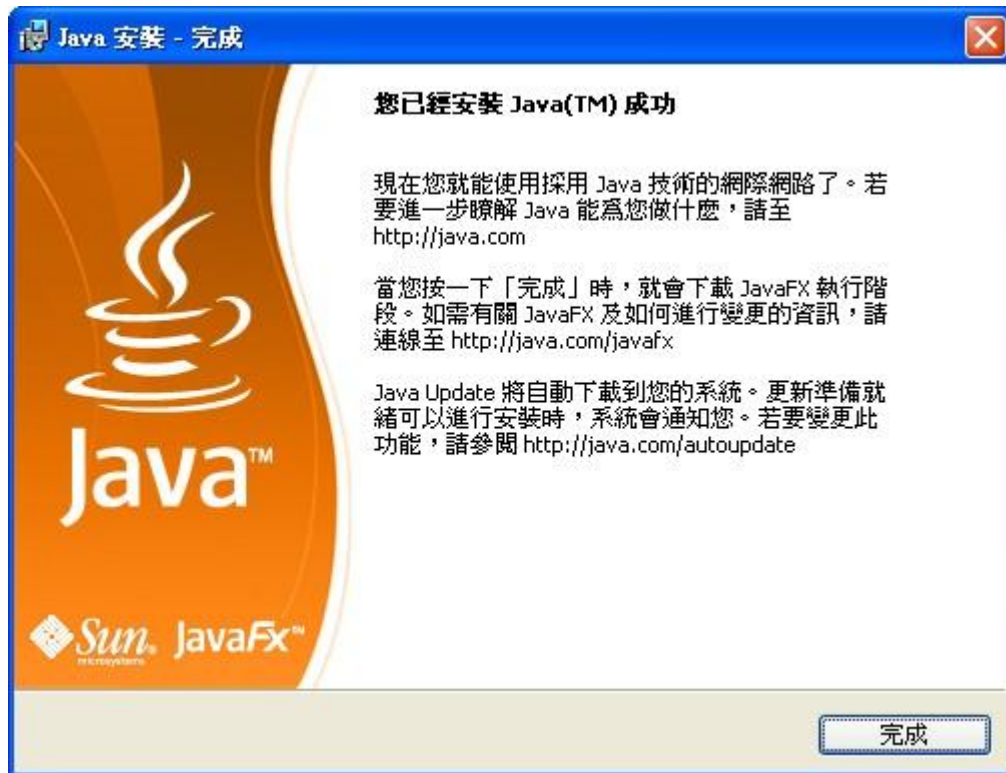 Java 安裝 - 完成
您已經安裝 Java(TM) 成功
現在您就能使用採用 Java 技術的網際網路了。若
要進一步瞭解 Java 能為您做什麼，請至
http://java.com
當您按一下「完成」時，就會下載 JavaFX 執行階
段。如需有關 JavaFX 及如何進行變更的資訊，請
連線至 http://java.com/javafx
Java Update 將自動下載到您的系統。更新準備就
緒可以進行安裝時，系統會通知您。若要變更此
功能，請參閱 http://java.com/autoupdate
Java™
Sun® JavaFX™
microsystems
完成